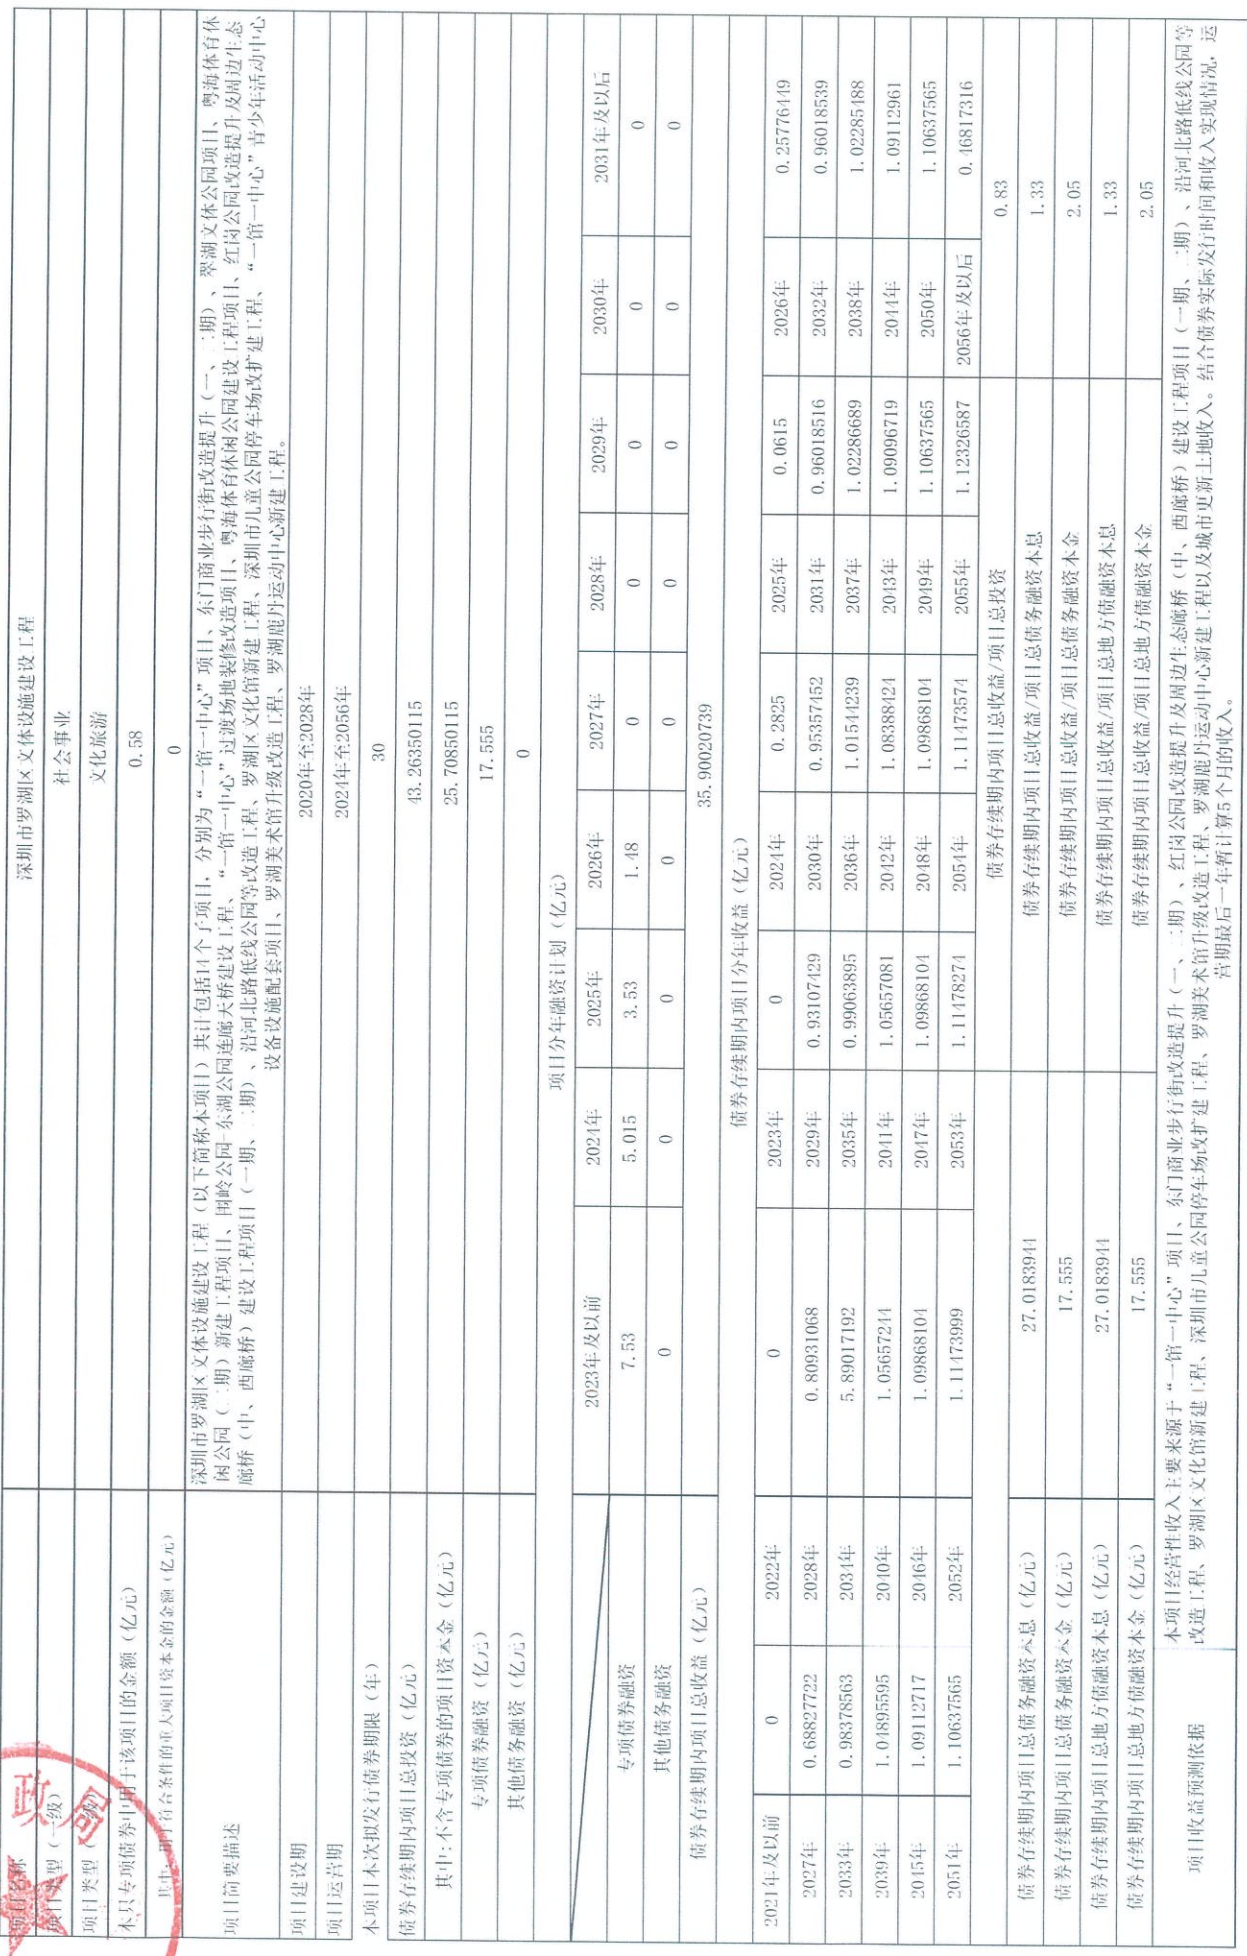 项目名称 深圳市罗湖区文体设施建设工程
项目类型（一级） 社会事业
项目类型（二级） 文化旅游
本只专项债券中用于该项目的金额（亿元） 0.58
其中：用于符合条件的重大项目资本金的金额（亿元） 0
项目简要描述
深圳市罗湖区文体设施建设工程（以下简称本项目）共计包括14个子项目，分别为“一馆一中心”项目、东门商业步行街改造提升（一、二期）、翠湖文体公园项目、粤海体育休
闲公园（二期）新建工程项目、围岭公园-东湖公园连廊天桥建设工程、“一馆一中心”过渡场地装修改造项目、粤海体育休闲公园建设工程项目、红岗公园改造提升及周边生态
廊桥（中、西廊桥）建设工程项目（一期、二期）、沿河北路低线公园等改造工程、罗湖区文化馆新建工程、深圳市儿童公园停车场改扩建工程、“一馆一中心”青少年活动中心
设备设施配套项目、罗湖美术馆升级改造工程、罗湖鹿丹运动中心新建工程。
项目建设期 2020年至2028年
项目运营期 2024年至2056年
本项目本次拟发行债券期限（年） 30
债券存续期内项目总投资（亿元） 43.26350115
其中：不含专项债券的项目资本金（亿元） 25.70850115
专项债券融资（亿元） 17.555
其他债务融资（亿元） 0
项目分年融资计划（亿元）
2023年及以前 2024年 2025年 2026年 2027年 2028年 2029年 2030年 2031年及以后
专项债券融资 7.53 5.015 3.53 1.48 0 0 0 0 0
其他债务融资 0 0 0 0 0 0 0 0 0
债券存续期内项目总收益（亿元） 35.90020739
债券存续期内项目分年收益（亿元）
2021年及以前 0 2022年 0 2023年 0 2024年 0.2825 2025年 0.0615 2026年 0.25776449
2027年 0.68827722 2028年 0.80931068 2029年 0.93107429 2030年 0.95357452 2031年 0.96018516 2032年 0.96018539
2033年 0.98378563 2034年 5.89017192 2035年 0.99063895 2036年 1.01544239 2037年 1.02286689 2038年 1.02285488
2039年 1.04895595 2040年 1.05657244 2041年 1.05657081 2042年 1.08388424 2043年 1.09096719 2044年 1.09112961
2045年 1.09112717 2046年 1.09868104 2047年 1.09868104 2048年 1.09868104 2049年 1.10637565 2050年 1.10637565
2051年 1.10637565 2052年 1.11473999 2053年 1.11478274 2054年 1.11473574 2055年 1.12326587 2056年及以后 0.46817316
债券存续期内项目总收益/项目总投资 0.83
债券存续期内项目总债务融资本息（亿元） 27.0183944 债券存续期内项目总收益/项目总债务融资本息 1.33
债券存续期内项目总债务融资本金（亿元） 17.555 债券存续期内项目总收益/项目总债务融资本金 2.05
债券存续期内项目总地方债融资本息（亿元） 27.0183944 债券存续期内项目总收益/项目总地方债融资本息 1.33
债券存续期内项目总地方债融资本金（亿元） 17.555 债券存续期内项目总收益/项目总地方债融资本金 2.05
项目收益预测依据
本项目经营性收入主要来源于“一馆一中心”项目、东门商业步行街改造提升（一、二期）、红岗公园改造提升及周边生态廊桥（中、西廊桥）建设工程项目（一期、二期）、沿河北路低线公园等
改造工程、罗湖区文化馆新建工程、深圳市儿童公园停车场改扩建工程、罗湖美术馆升级改造工程、罗湖鹿丹运动中心新建工程以及城市更新土地收入。结合债券实际发行时间和收入实现情况，运
营期最后一年暂计算5个月的收入。
政局